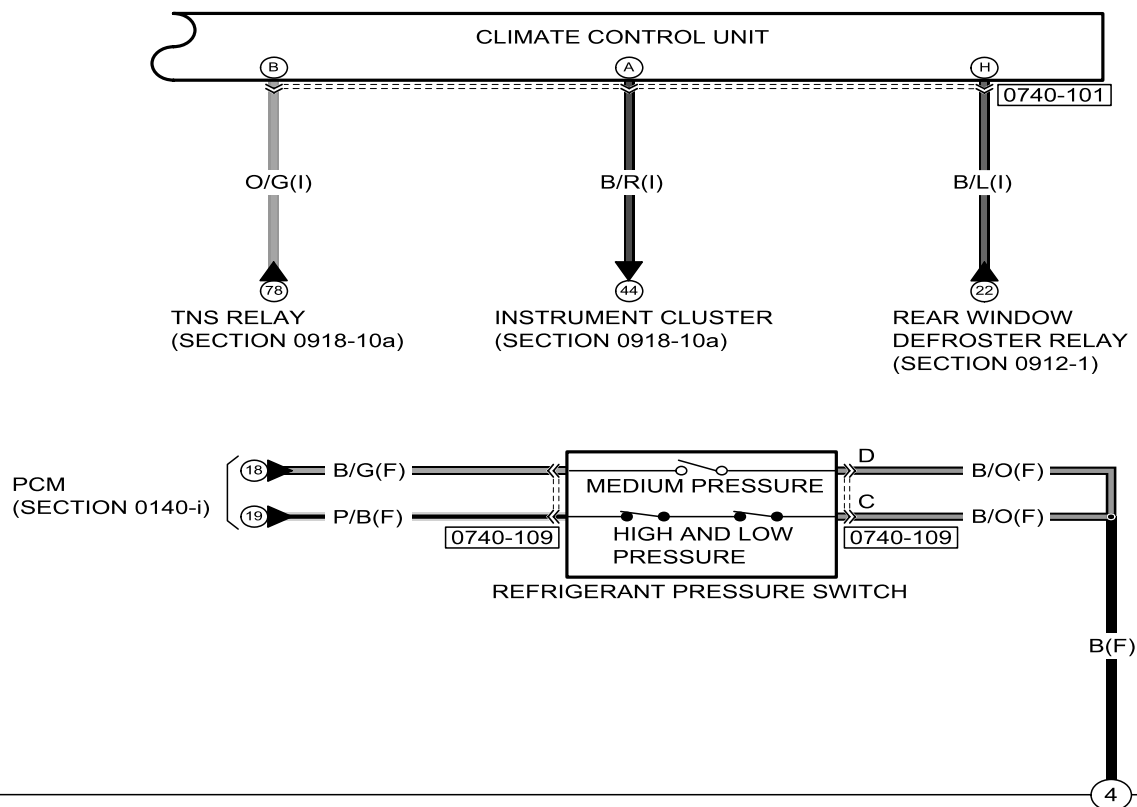 CLIMATE CONTROL UNIT
B
A
H
0740-101
O/G(I)
B/R(I)
B/L(I)
78
44
22
TNS RELAY
(SECTION 0918-10a)
INSTRUMENT CLUSTER
(SECTION 0918-10a)
REAR WINDOW
DEFROSTER RELAY
(SECTION 0912-1)
PCM
(SECTION 0140-i)
18
B/G(F)
19
P/B(F)
0740-109
MEDIUM PRESSURE
HIGH AND LOW
PRESSURE
D
B/O(F)
C
B/O(F)
0740-109
REFRIGERANT PRESSURE SWITCH
B(F)
4